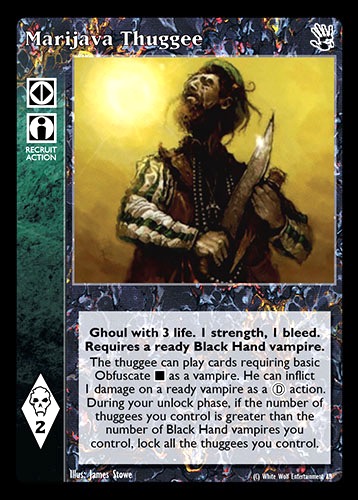 Marijava Thuggee
RECRUIT
ACTION
Ghoul with 3 life. 1 strength, 1 bleed.
Requires a ready Black Hand vampire.
The thuggee can play cards requiring basic
Obfuscate ■ as a vampire. He can inflict
1 damage on a ready vampire as a Ⓓ action.
During your unlock phase, if the number of
thuggees you control is greater than the
number of Black Hand vampires you
control, lock all the thuggees you control.
2
Illus: James Stowe
(C) White Wolf Entertainment AB